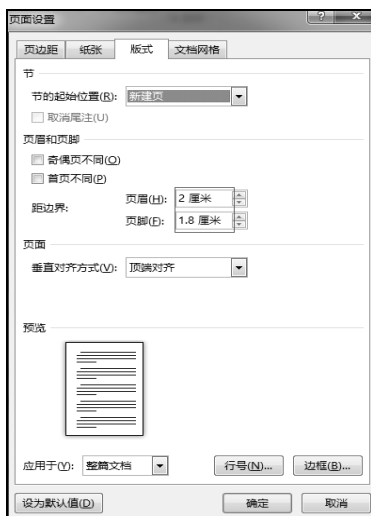 页面设置
页边距 纸张 版式 文档网格
节
节的起始位置(R): 新建页
取消尾注(U)
页眉和页脚
奇偶页不同(O)
首页不同(P)
距边界: 页眉(H): 2 厘米
页脚(F): 1.8 厘米
页面
垂直对齐方式(V): 顶端对齐
预览
应用于(Y): 整篇文档 行号(N)... 边框(B)...
设为默认值(D) 确定 取消